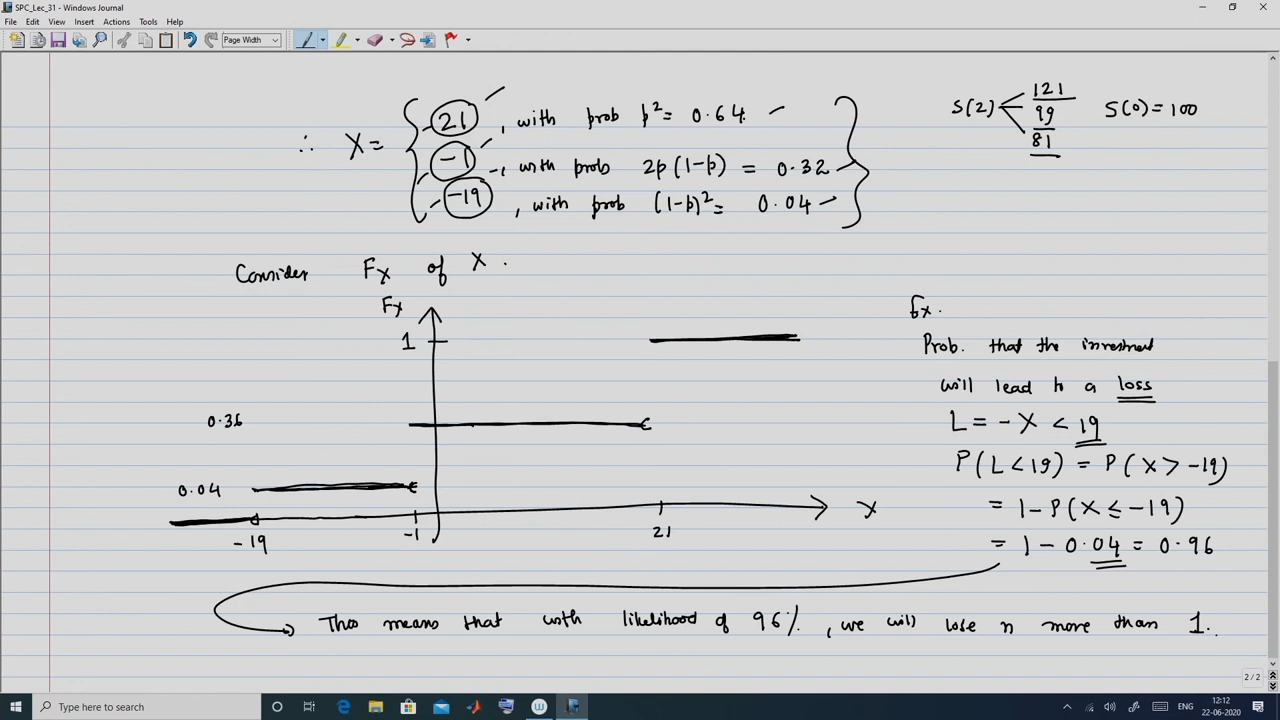 SPC_Lec_31 - Windows Journal
File Edit View Insert Actions Tools Help
Page Width
∴ X = { 21 , with prob p² = 0.64
-1 , with prob 2p(1-p) = 0.32
-19 , with prob (1-p)² = 0.04 }
S(2) < 121
99
81
S(0) = 100
Consider Fx of X .
Fx
1
0.36
0.04
-19 -1 21 x
Ex.
Prob. that the investment
will lead to a loss
L = - X < 19
P(L < 19) = P(X > -19)
= 1 - P(X ≤ -19)
= 1 - 0.04 = 0.96
This means that with likelihood of 96% , we will lose n more than 1.
2 / 2
Type here to search
ENG
12:12
22-06-2020